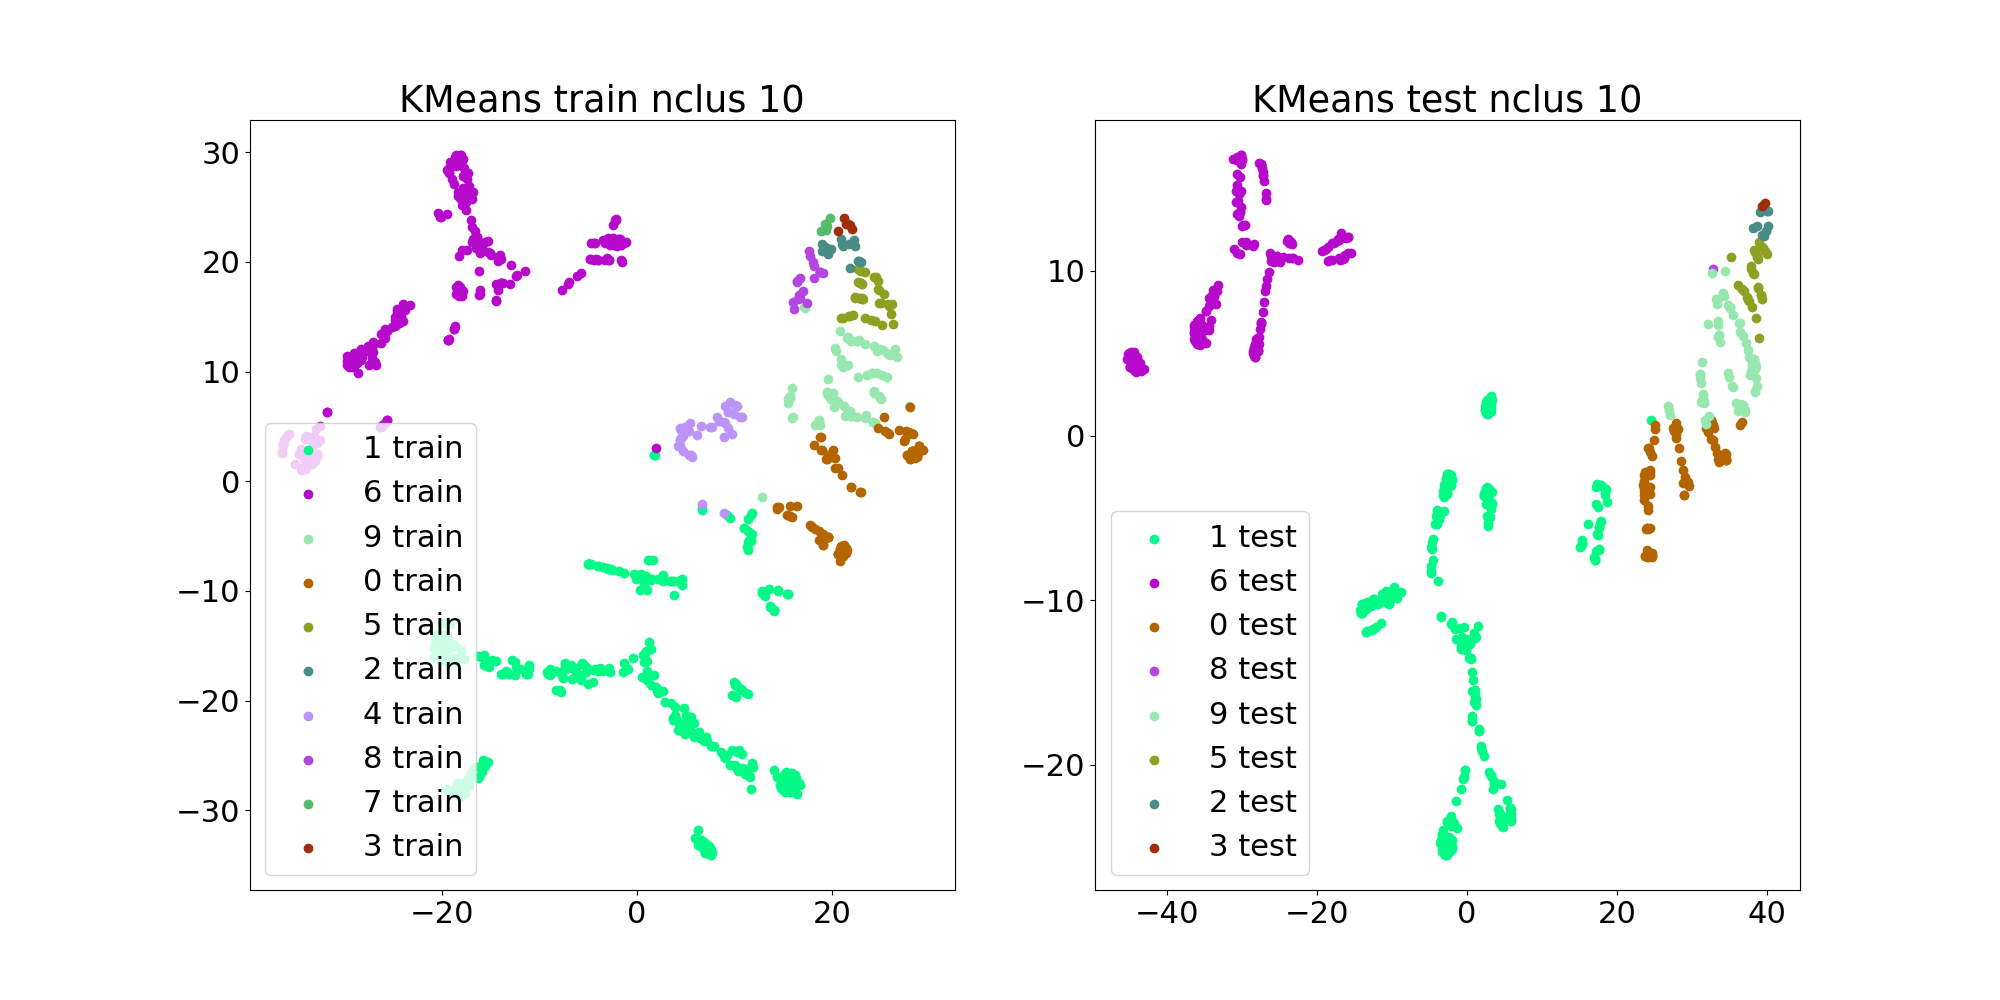 KMeans train nclus 10
30
20
10
0
−10
−20
−30
−20
0
20
1 train
6 train
9 train
0 train
5 train
2 train
4 train
8 train
7 train
3 train
KMeans test nclus 10
10
0
−10
−20
−40
−20
0
20
40
1 test
6 test
0 test
8 test
9 test
5 test
2 test
3 test